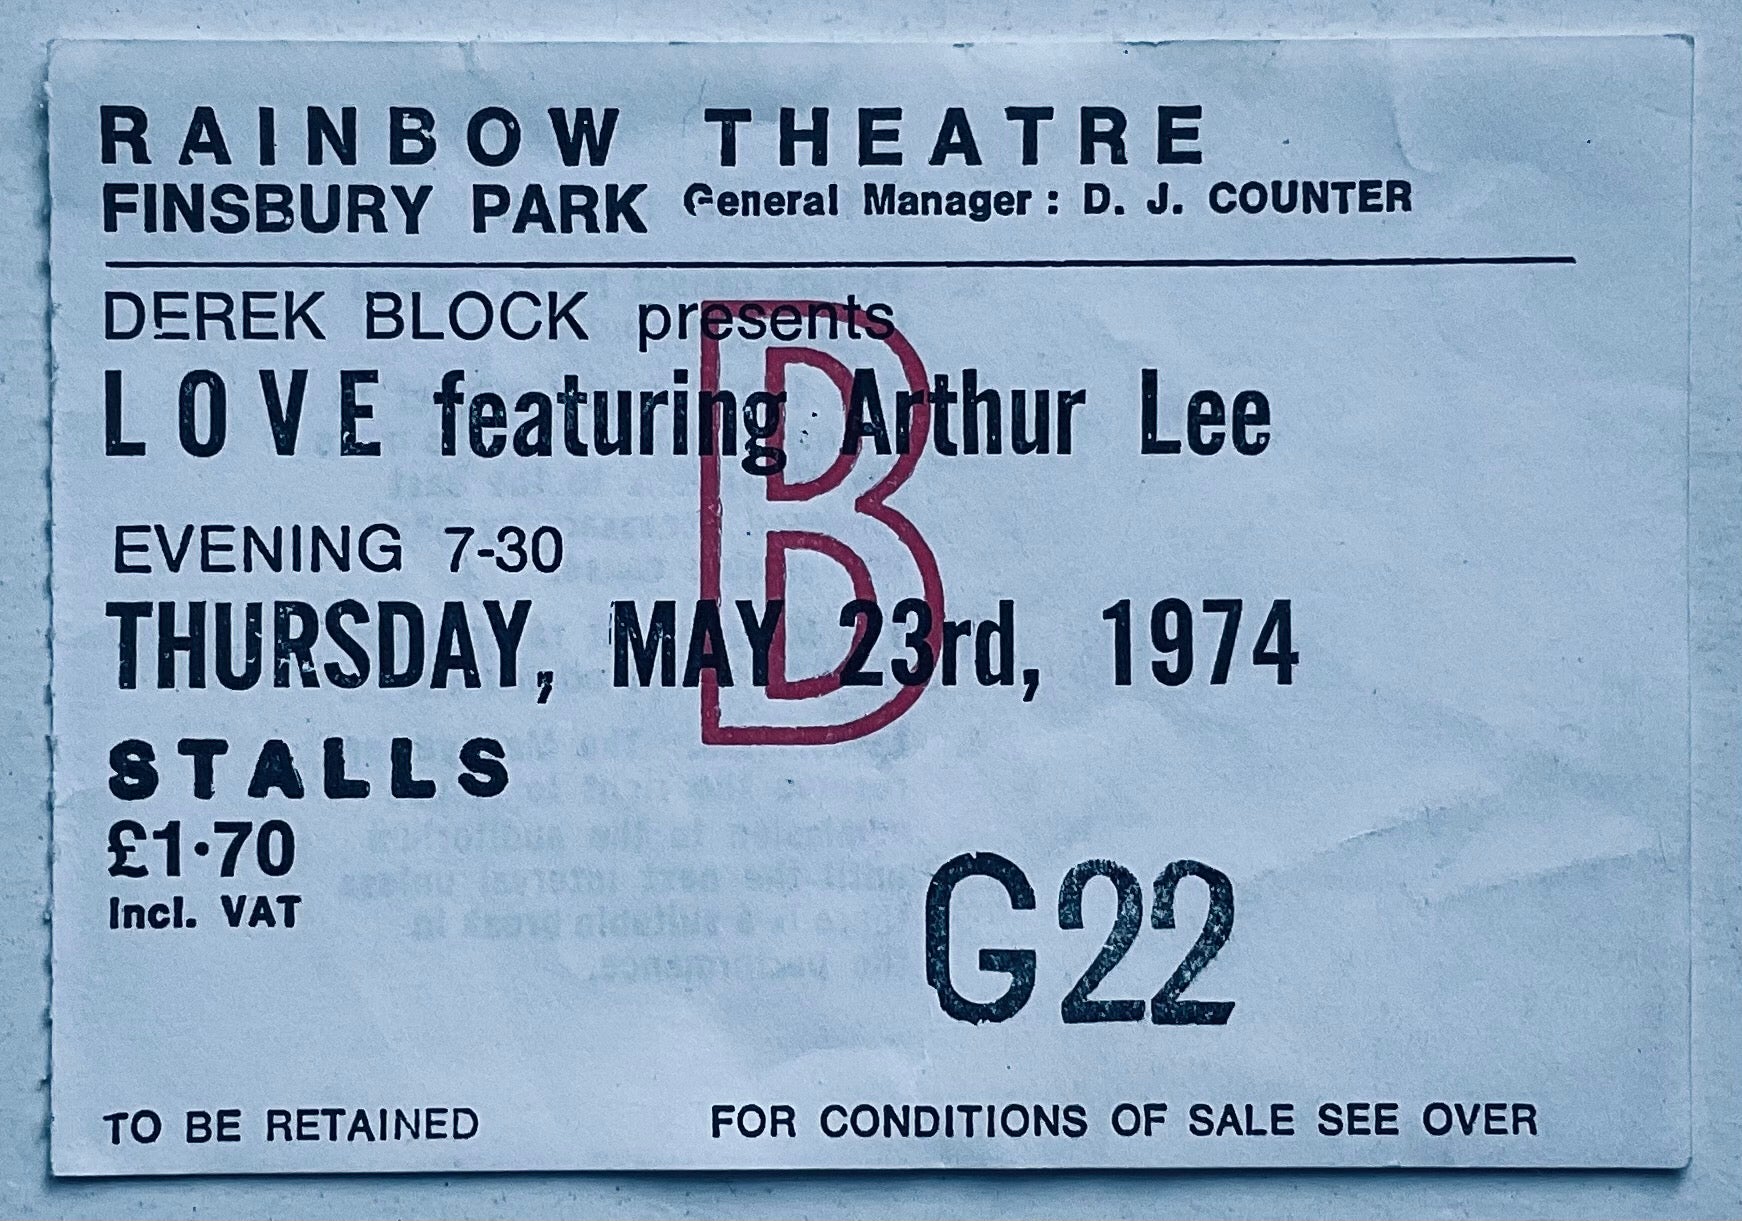 RAINBOW THEATRE
FINSBURY PARK General Manager : D. J. COUNTER
DEREK BLOCK presents
LOVE featuring Arthur Lee
B
EVENING 7-30
THURSDAY, MAY 23rd, 1974
STALLS
£1·70
Incl. VAT
G22
TO BE RETAINED FOR CONDITIONS OF SALE SEE OVER